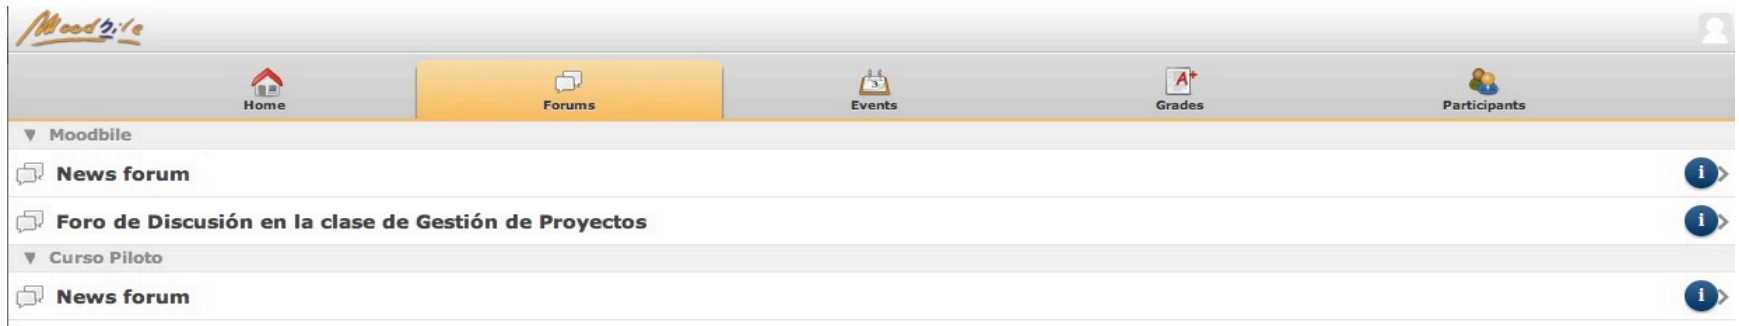 Moodbile
Home Forums Events Grades Participants
Moodbile
News forum
Foro de Discusión en la clase de Gestión de Proyectos
Curso Piloto
News forum